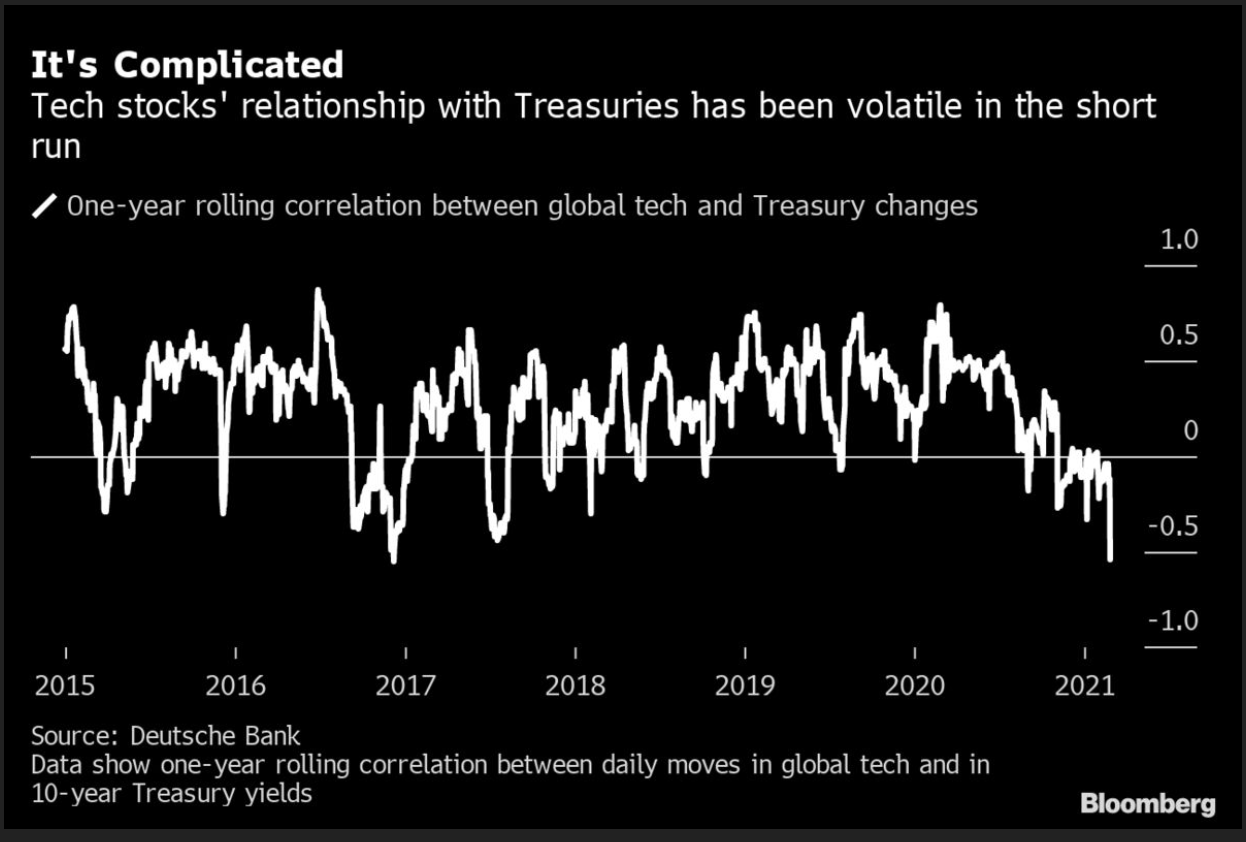 It's Complicated
Tech stocks' relationship with Treasuries has been volatile in the short
run
One-year rolling correlation between global tech and Treasury changes
1.0
0.5
0
-0.5
-1.0
2015 2016 2017 2018 2019 2020 2021
Source: Deutsche Bank
Data show one-year rolling correlation between daily moves in global tech and in
10-year Treasury yields
Bloomberg